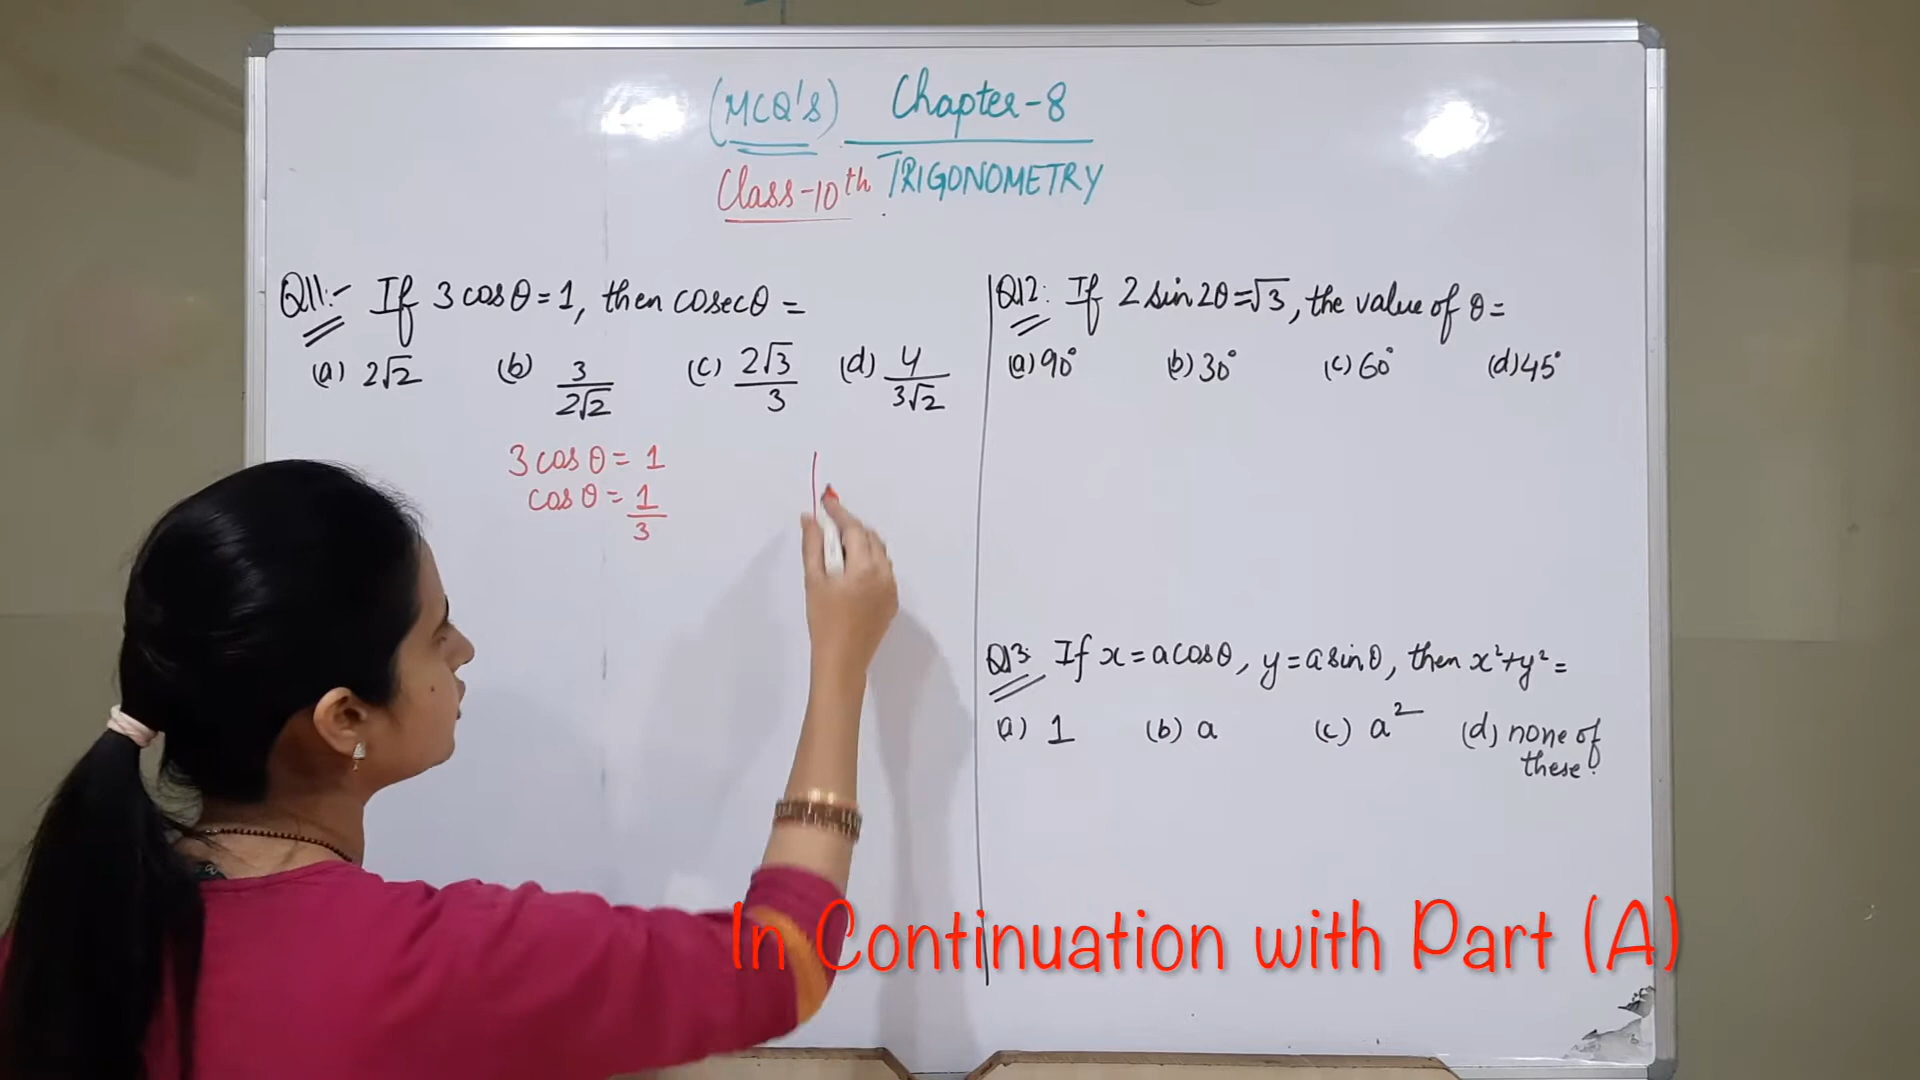 (MCQ'S) Chapter-8
Class-10th TRIGONOMETRY
Q11:- If 3 cos θ = 1, then cosec θ =
(a) 2√2 (b) 3/2√2 (c) 2√3/3 (d) 4/3√2
3 cos θ = 1
cos θ = 1/3
Q12: If 2 sin 2θ = √3, the value of θ =
(a) 90° (b) 30° (c) 60° (d) 45°
Q13: If x = a cos θ, y = a sin θ, then x² + y² =
(a) 1 (b) a (c) a² (d) none of
these.
In Continuation with Part (A)